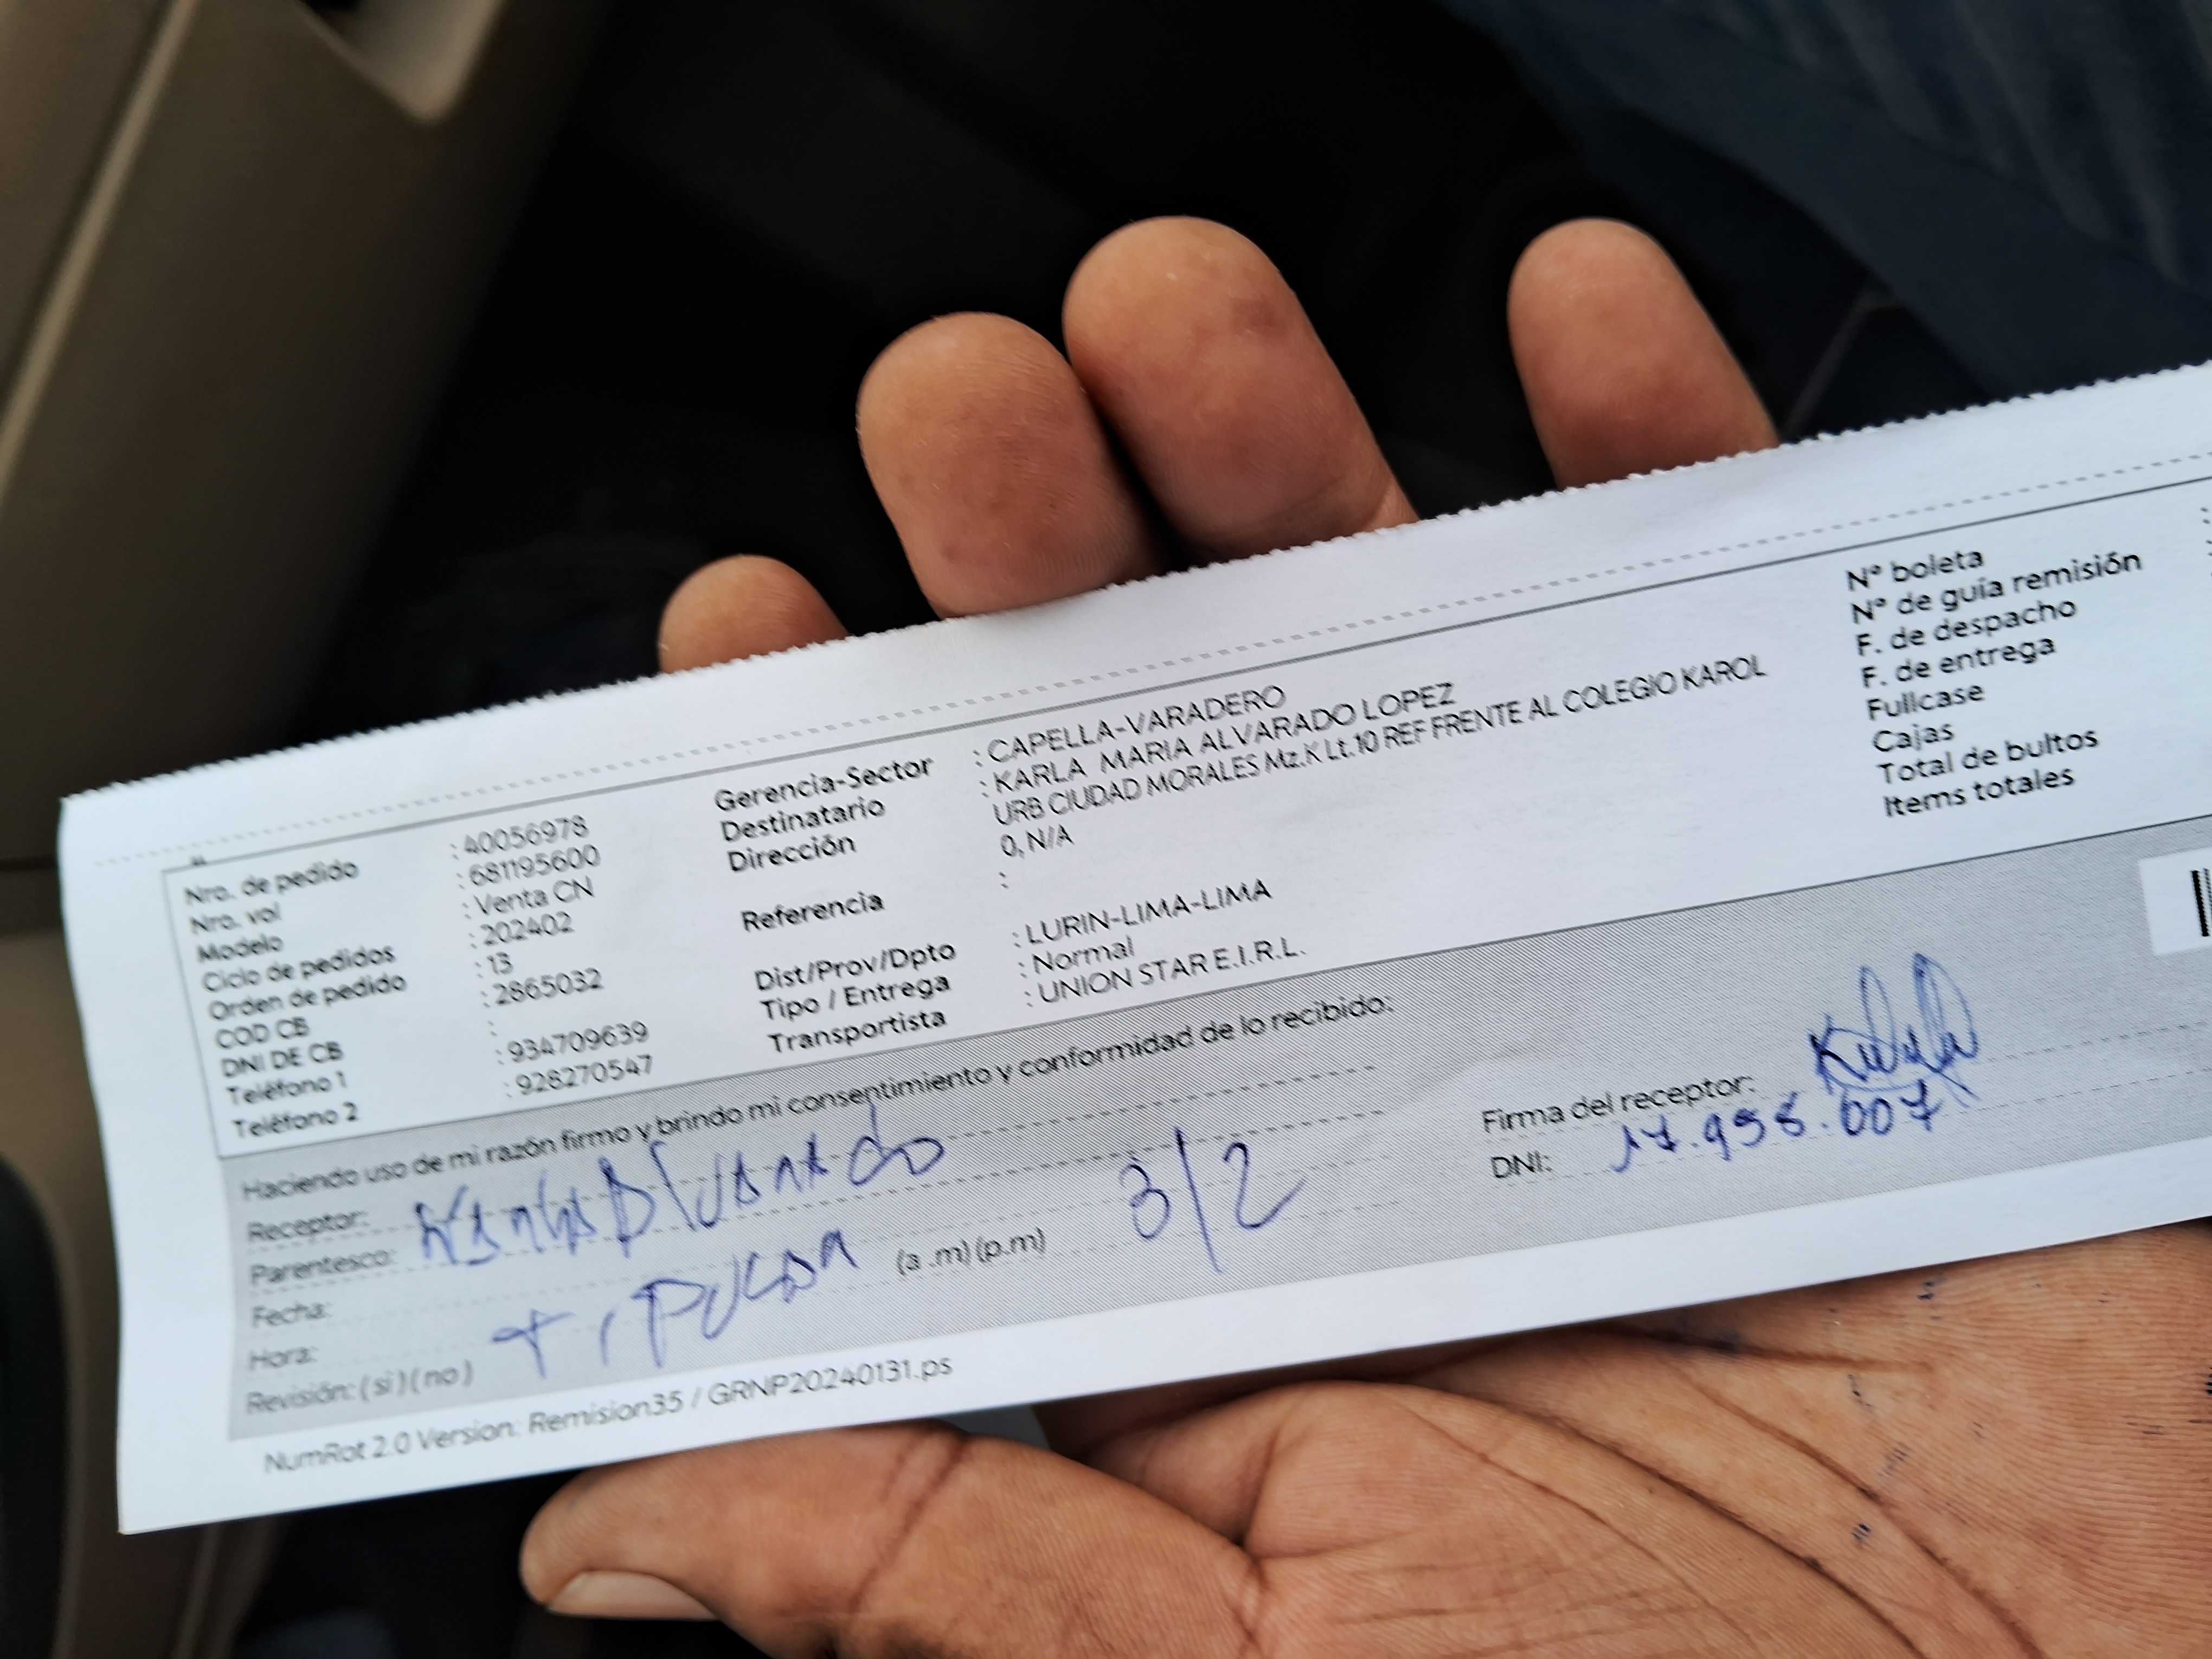 Nro. de pedido : 40056978
Nro. vol : 681195600
Modelo : Venta CN
Ciclo de pedidos : 202402
Orden de pedido : 13
COD CB : 2865032
DNI DE CB :
Teléfono 1 : 934709639
Teléfono 2 : 928270547
Gerencia-Sector : CAPELLA-VARADERO
Destinatario : KARLA MARIA ALVARADO LOPEZ
Dirección URB CIUDAD MORALES Mz.K Lt.10 REF FRENTE AL COLEGIO KAROL
0, N/A
Referencia :
Dist/Prov/Dpto : LURIN-LIMA-LIMA
Tipo / Entrega : Normal
Transportista : UNION STAR E.I.R.L.
N° boleta :
N° de guía remisión :
F. de despacho
F. de entrega
Fullcase
Cajas
Total de bultos
Items totales
Haciendo uso de mi razón firmo y brindo mi consentimiento y conformidad de lo recibido:
Receptor:
Parentesco:
Fecha: 3/2
Hora: (a .m) (p.m)
Revisión: ( si ) ( no )
Firma del receptor:
DNI:
NumRot 2.0 Version: Remision35 / GRNP20240131.ps